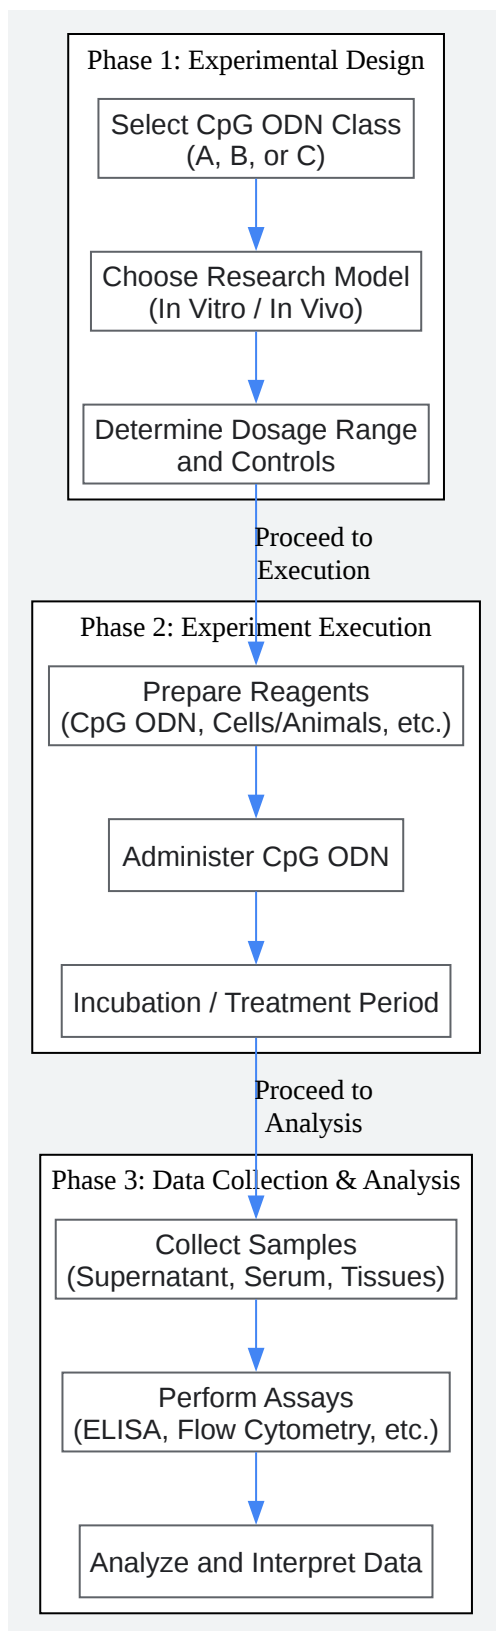 Phase 1: Experimental Design
Select CpG ODN Class
(A, B, or C)
Choose Research Model
(In Vitro / In Vivo)
Determine Dosage Range
and Controls
Proceed to
Execution
Phase 2: Experiment Execution
Prepare Reagents
(CpG ODN, Cells/Animals, etc.)
Administer CpG ODN
Incubation / Treatment Period
Proceed to
Analysis
Phase 3: Data Collection & Analysis
Collect Samples
(Supernatant, Serum, Tissues)
Perform Assays
(ELISA, Flow Cytometry, etc.)
Analyze and Interpret Data